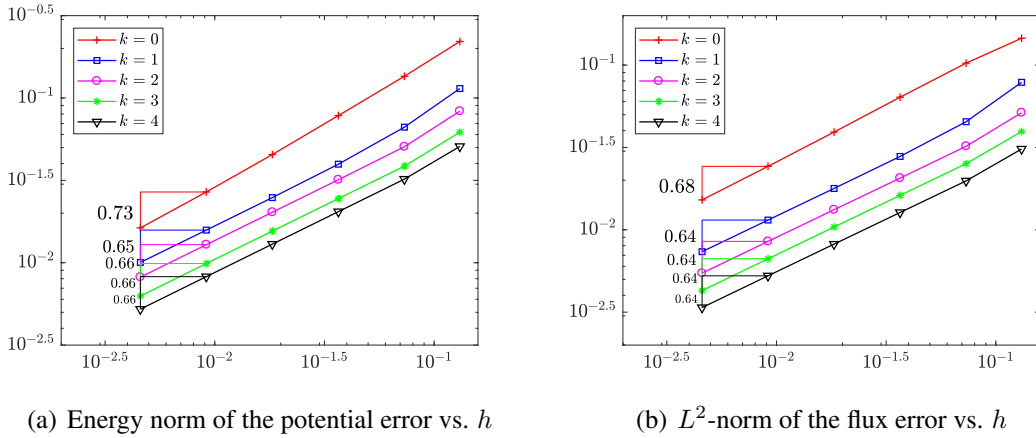 10^-0.5
10^-1
10^-1.5
10^-2
10^-2.5
k = 0
k = 1
k = 2
k = 3
k = 4
0.73
0.65
0.66
0.66
0.66
10^-2.5
10^-2
10^-1.5
10^-1
(a) Energy norm of the potential error vs. h
10^-1
10^-1.5
10^-2
10^-2.5
k = 0
k = 1
k = 2
k = 3
k = 4
0.68
0.64
0.64
0.64
0.64
10^-2.5
10^-2
10^-1.5
10^-1
(b) L²-norm of the flux error vs. h